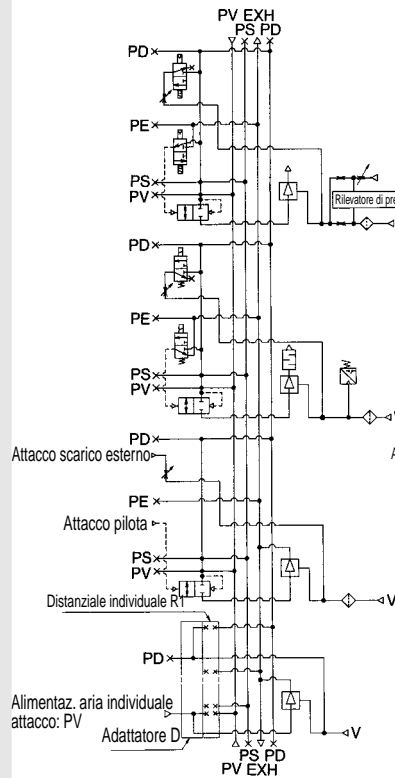 PV EXH
PS PD
PD
PE
PS
PV
Rilevatore di pre
PD
PE
PS
PV
V
PD
Attacco scarico esterno
A
PE
Attacco pilota
PS
PV
V
Distanziale individuale R1
PD
Alimentaz. aria individuale
attacco: PV
V
Adattatore D
PS PD
PV EXH